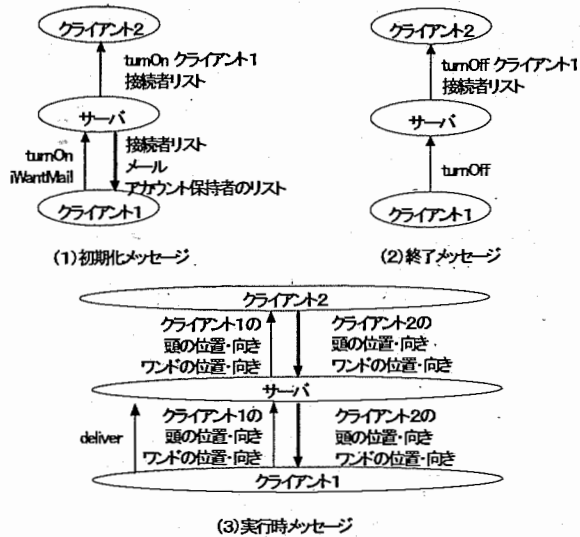 クライアント2
turnOn クライアント1
接続者リスト
サーバ
turnOn
iWantMail
接続者リスト
メール
アカウント保持者のリスト
クライアント1
(1)初期化メッセージ
クライアント2
turnOff クライアント1
接続者リスト
サーバ
turnOff
クライアント1
(2)終了メッセージ
クライアント2
クライアント1の
頭の位置・向き
ワンドの位置・向き
クライアント2の
頭の位置・向き
ワンドの位置・向き
サーバ
deliver
クライアント1の
頭の位置・向き
ワンドの位置・向き
クライアント2の
頭の位置・向き
ワンドの位置・向き
クライアント1
(3)実行時メッセージ